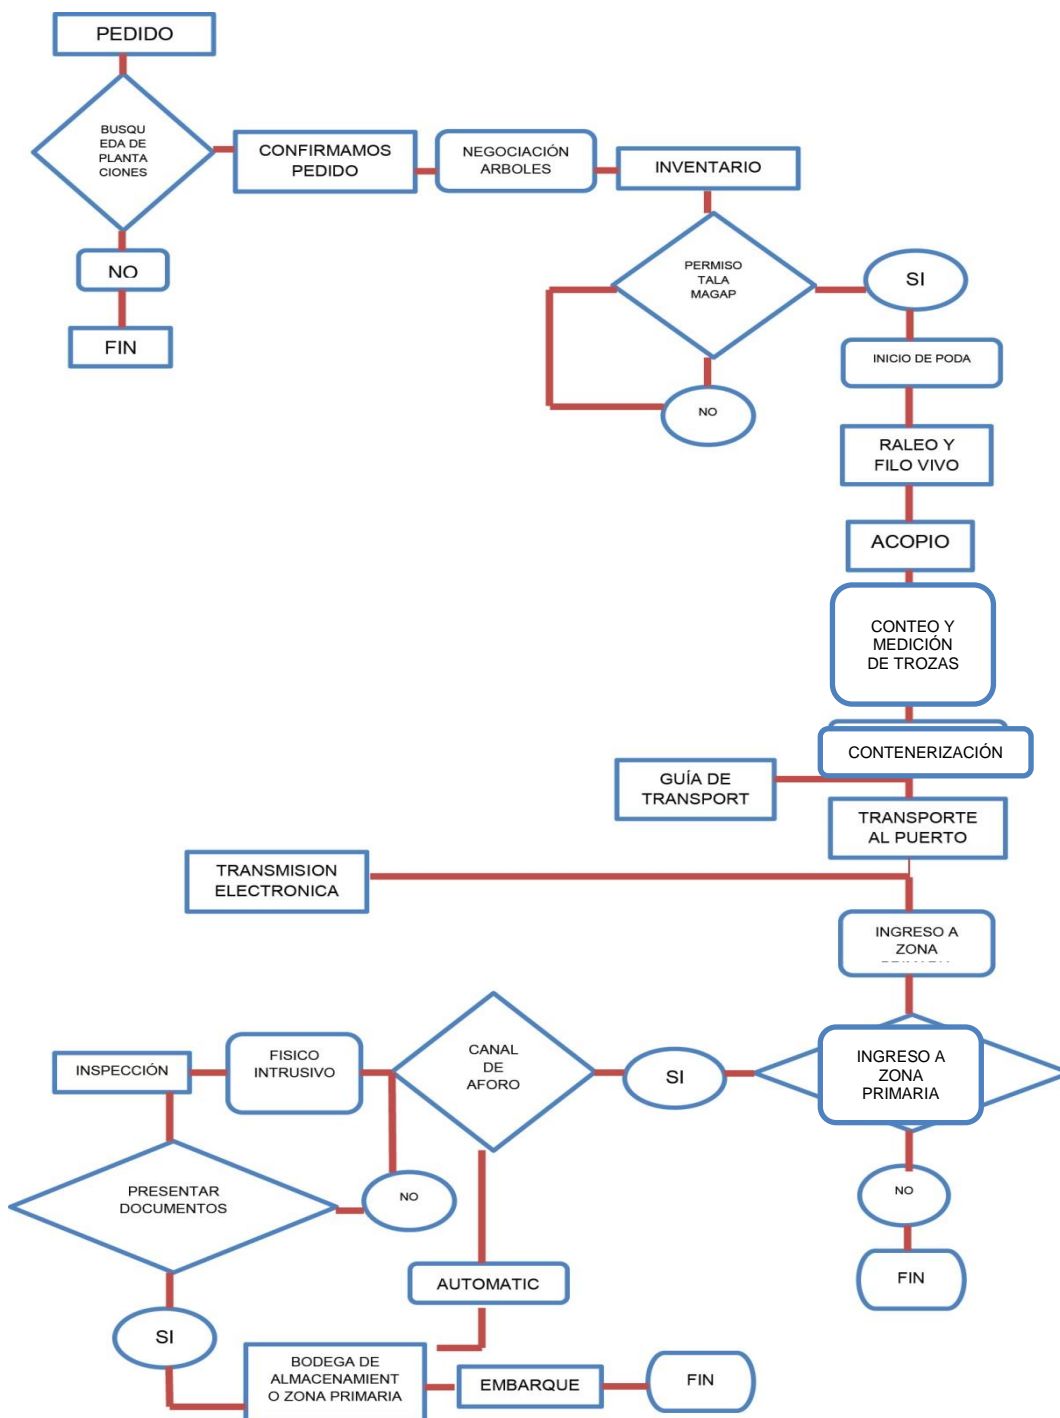 PEDIDO
BUSQU
EDA DE
PLANTA
CIONES
CONFIRMAMOS
PEDIDO
NEGOCIACIÓN
ARBOLES
INVENTARIO
NO
FIN
PERMISO
TALA
MAGAP
SI
NO
INICIO DE PODA
RALEO Y
FILO VIVO
ACOPIO
CONTEO Y
MEDICIÓN
DE TROZAS
CONTENERIZACIÓN
GUÍA DE
TRANSPORT
TRANSPORTE
AL PUERTO
TRANSMISION
ELECTRONICA
INGRESO A
ZONA
INGRESO A
ZONA
PRIMARIA
SI
CANAL
DE
AFORO
FISICO
INTRUSIVO
INSPECCIÓN
PRESENTAR
DOCUMENTOS
NO
NO
FIN
AUTOMATIC
SI
BODEGA DE
ALMACENAMIENT
O ZONA PRIMARIA
EMBARQUE
FIN